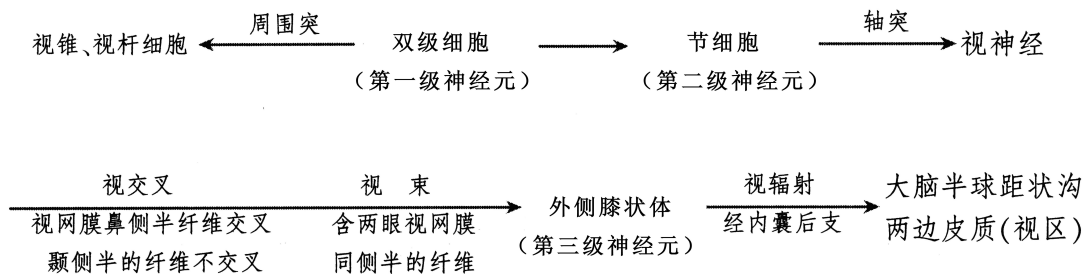 周围突
轴突
视锥、视杆细胞 双级细胞 节细胞 视神经
(第一级神经元) (第二级神经元)
视交叉 视 束 视辐射
视网膜鼻侧半纤维交叉 含两眼视网膜 外侧膝状体 经内囊后支 大脑半球距状沟
颞侧半的纤维不交叉 同侧半的纤维 (第三级神经元) 两边皮质(视区)